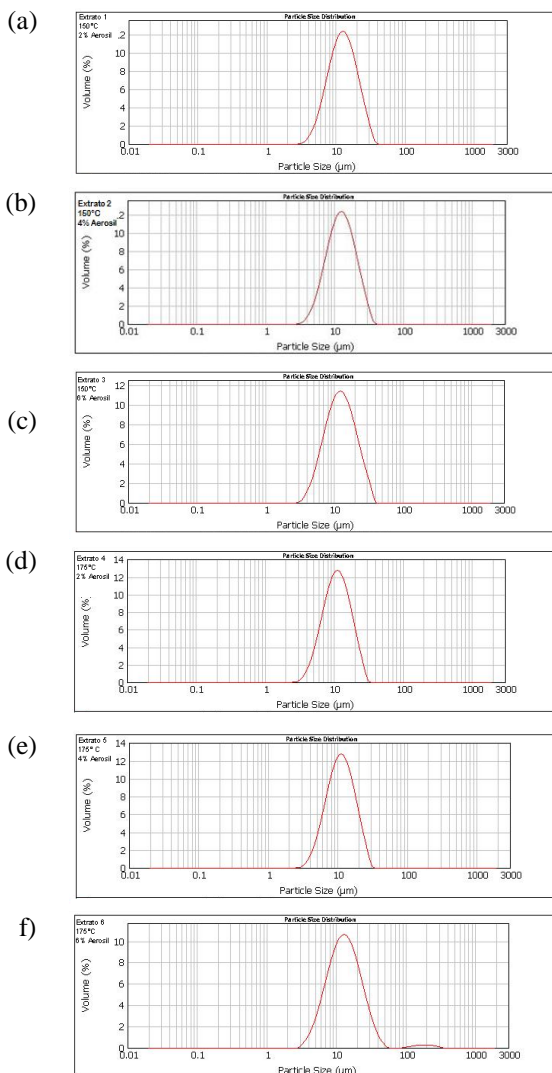 (a)
Extrato 1
150°C
2% Aerosil
Particle Size Distribution
Volume (%)
.2
10
8
6
4
2
0
0.01 0.1 1 10 100 1000 3000
Particle Size (µm)
(b)
Extrato 2
150°C
4% Aerosil
Particle Size Distribution
Volume (%)
.2
10
8
6
4
2
0
0.01 0.1 1 10 100 1000 3000
Particle Size (µm)
(c)
Extrato 3
150°C
6% Aerosil
Particle Size Distribution
Volume (%)
12
10
8
6
4
2
0
0.01 0.1 1 10 100 1000 3000
Particle Size (µm)
(d)
Extrato 4
175°C
2% Aerosil
Particle Size Distribution
Volume (%)
14
12
10
8
6
4
2
0
0.01 0.1 1 10 100 1000 3000
Particle Size (µm)
(e)
Extrato 5
175° C
4% Aerosil
Particle Size Distribution
Volume (%)
14
12
10
8
6
4
2
0
0.01 0.1 1 10 100 1000 3000
Particle Size (µm)
f)
Extrato 6
175°C
6% Aerosil
Particle Size Distribution
Volume (%)
10
8
6
4
2
0
0.01 0.1 1 10 100 1000 3000
Particle Size (µm)